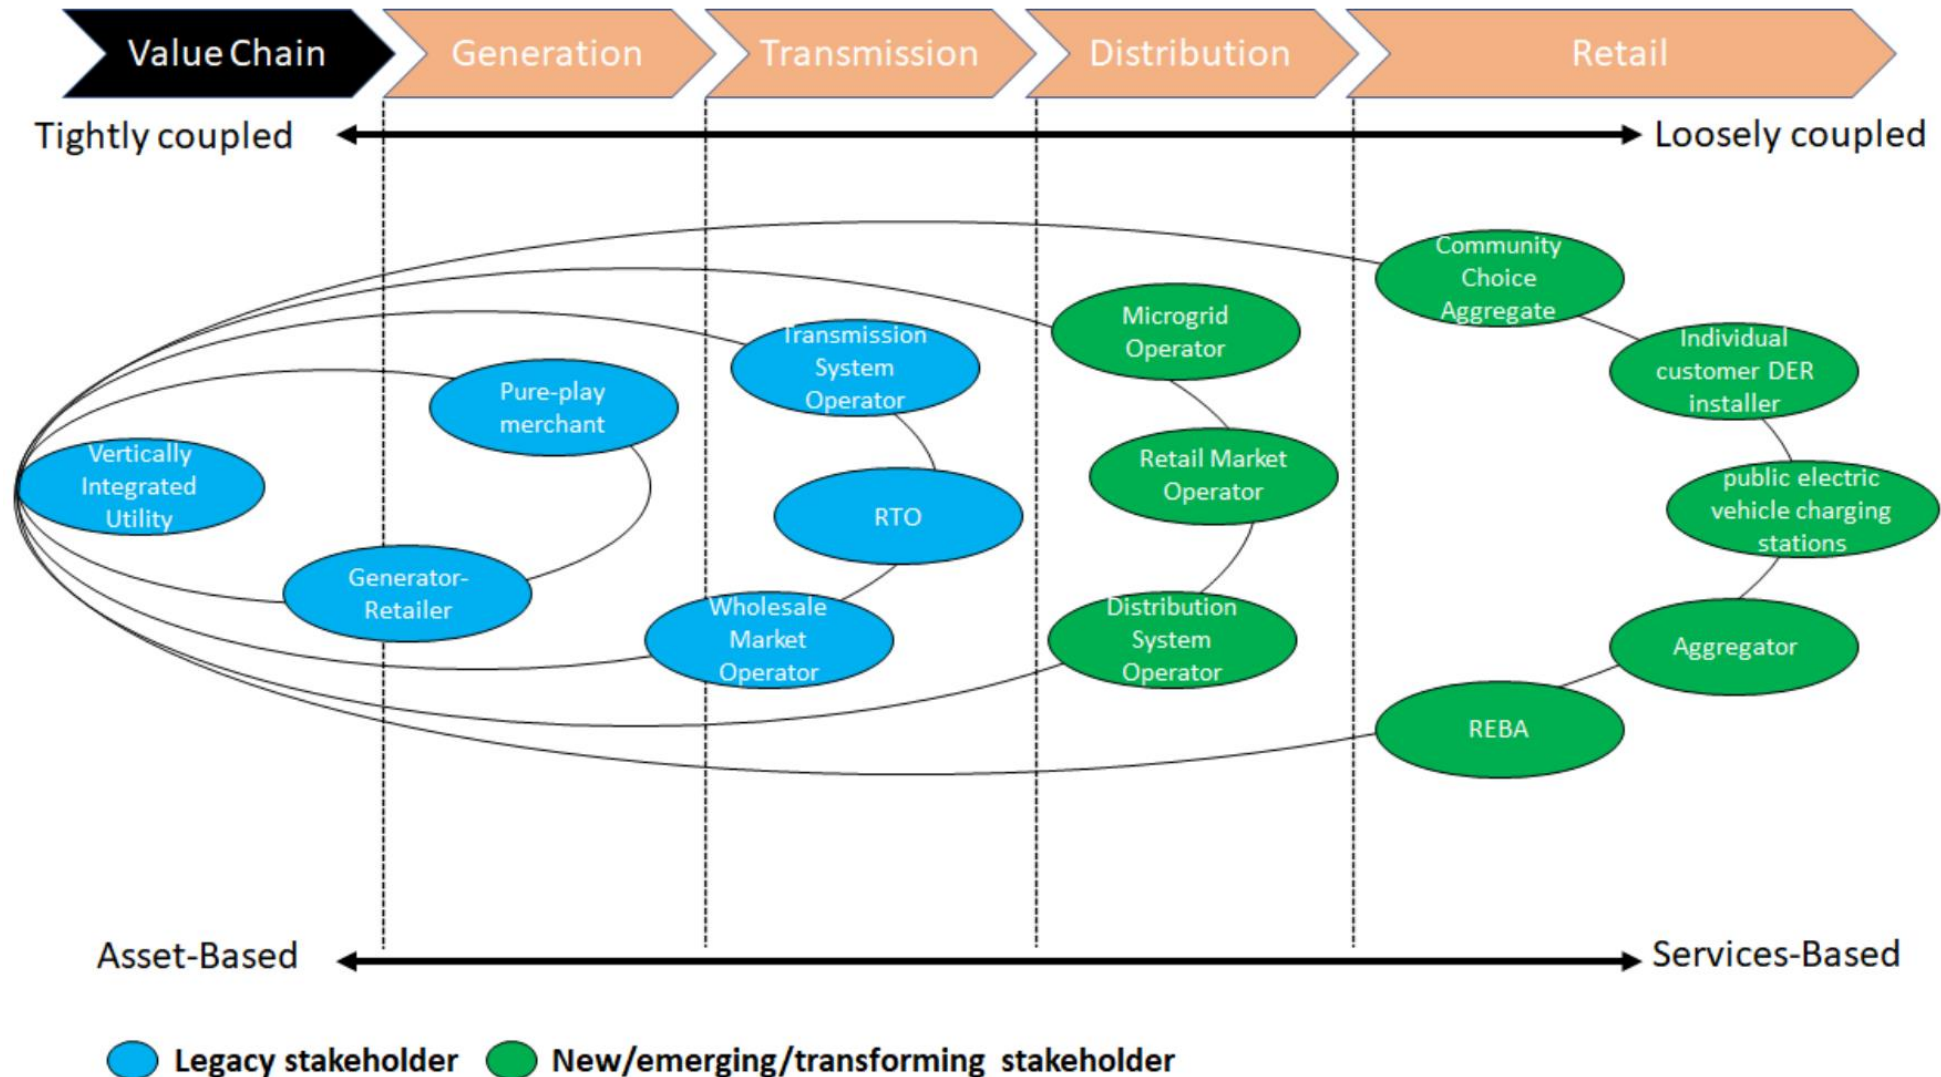 Value Chain
Generation
Transmission
Distribution
Retail
Tightly coupled
Loosely coupled
Community
Choice
Aggregate
Microgrid
Operator
Transmission
System
Operator
Individual
customer DER
installer
Pure-play
merchant
Vertically
Integrated
Utility
Retail Market
Operator
RTO
public electric
vehicle charging
stations
Generator-
Retailer
Wholesale
Market
Operator
Distribution
System
Operator
Aggregator
REBA
Asset-Based
Services-Based
Legacy stakeholder
New/emerging/transforming stakeholder